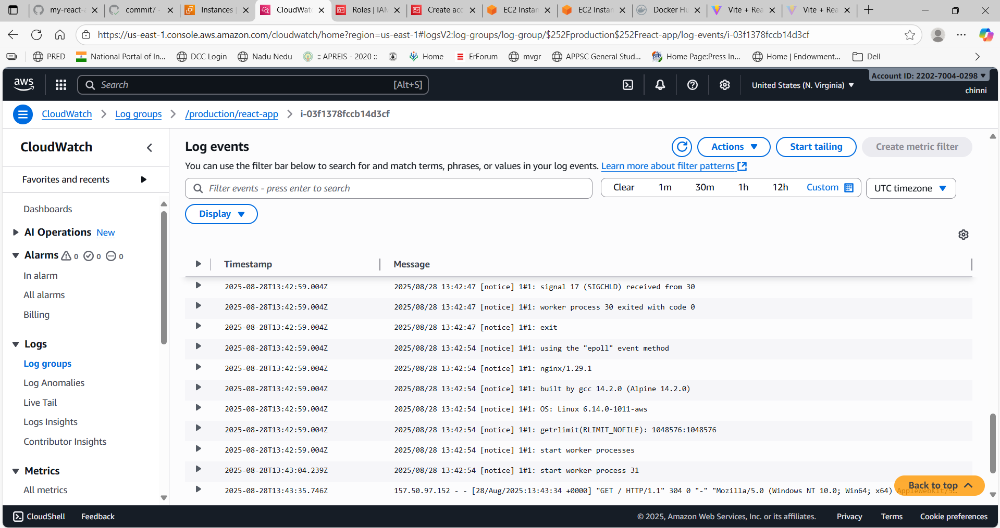 my-react-a
commit7 ·
Instances |
CloudWatc
Roles | IAM
Create acc
EC2 Instan
EC2 Instan
Docker Hu
Vite + Rea
Vite + Rea
https://us-east-1.console.aws.amazon.com/cloudwatch/home?region=us-east-1#logsV2:log-groups/log-group/$252Fproduction$252Freact-app/log-events/i-03f1378fccb14d3cf
PRED
National Portal of In...
DCC Login
Nadu Nedu
:: APREIS - 2020 ::
Home
ErForum
mvgr
APPSC General Stud...
Home Page:Press In...
Home | Endowment...
Dell
aws
Search [Alt+S]
United States (N. Virginia)
Account ID: 2202-7004-0298
chinni
CloudWatch > Log groups > /production/react-app > i-03f1378fccb14d3cf
CloudWatch
Favorites and recents
Dashboards
AI Operations New
Alarms 0 0 0
In alarm
All alarms
Billing
Logs
Log groups
Log Anomalies
Live Tail
Logs Insights
Contributor Insights
Metrics
All metrics
Log events
Actions
Start tailing
Create metric filter
You can use the filter bar below to search for and match terms, phrases, or values in your log events. Learn more about filter patterns
Filter events - press enter to search
Clear 1m 30m 1h 12h Custom
UTC timezone
Display
Timestamp Message
2025-08-28T13:42:59.004Z 2025/08/28 13:42:47 [notice] 1#1: signal 17 (SIGCHLD) received from 30
2025-08-28T13:42:59.004Z 2025/08/28 13:42:47 [notice] 1#1: worker process 30 exited with code 0
2025-08-28T13:42:59.004Z 2025/08/28 13:42:47 [notice] 1#1: exit
2025-08-28T13:42:59.004Z 2025/08/28 13:42:54 [notice] 1#1: using the "epoll" event method
2025-08-28T13:42:59.004Z 2025/08/28 13:42:54 [notice] 1#1: nginx/1.29.1
2025-08-28T13:42:59.004Z 2025/08/28 13:42:54 [notice] 1#1: built by gcc 14.2.0 (Alpine 14.2.0)
2025-08-28T13:42:59.004Z 2025/08/28 13:42:54 [notice] 1#1: OS: Linux 6.14.0-1011-aws
2025-08-28T13:42:59.004Z 2025/08/28 13:42:54 [notice] 1#1: getrlimit(RLIMIT_NOFILE): 1048576:1048576
2025-08-28T13:42:59.004Z 2025/08/28 13:42:54 [notice] 1#1: start worker processes
2025-08-28T13:43:04.239Z 2025/08/28 13:42:54 [notice] 1#1: start worker process 31
2025-08-28T13:43:35.746Z 157.50.97.152 - - [28/Aug/2025:13:43:34 +0000] "GET / HTTP/1.1" 304 0 "-" "Mozilla/5.0 (Windows NT 10.0; Win64; x64) AppleWebKit/5...
Back to top
CloudShell Feedback
© 2025, Amazon Web Services, Inc. or its affiliates. Privacy Terms Cookie preferences